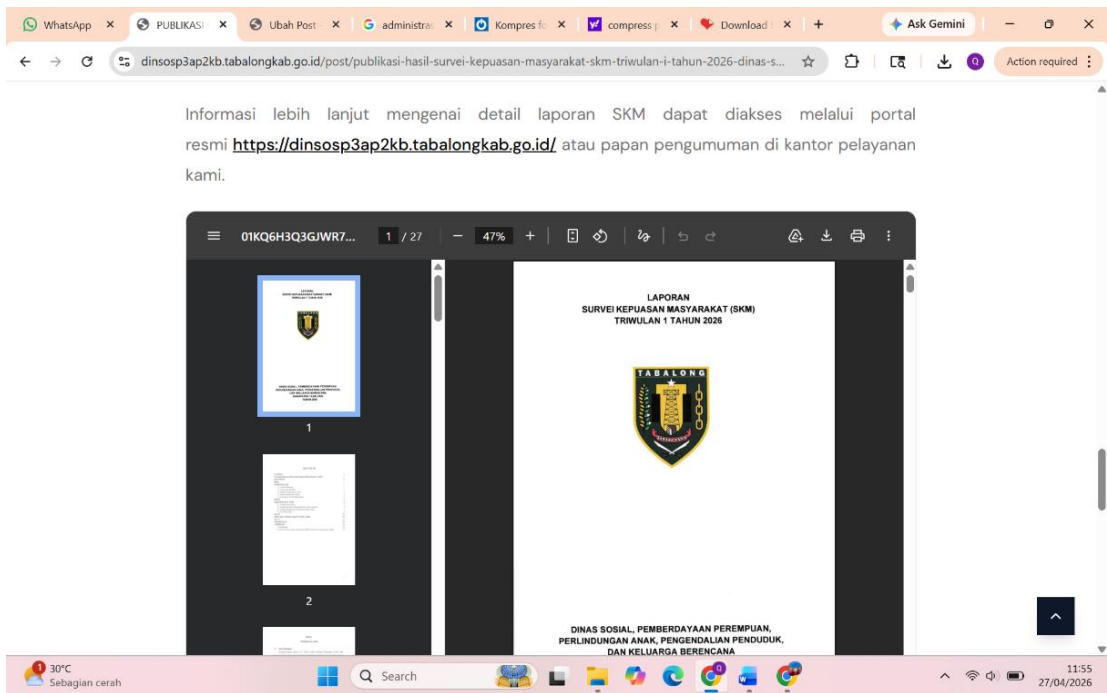 WhatsApp
PUBLIKASI
Ubah Post
administras
Kompres fo
compress p
Download
Ask Gemini
dinsosp3ap2kb.tabalongkab.go.id/post/publikasi-hasil-survei-kepuasan-masyarakat-skm-triwulan-i-tahun-2026-dinas-s...
Action required
Informasi lebih lanjut mengenai detail laporan SKM dapat diakses melalui portal
resmi https://dinsosp3ap2kb.tabalongkab.go.id/ atau papan pengumuman di kantor pelayanan
kami.
01KQ6H3Q3GJWR7...
1 / 27
47%
1
2
LAPORAN
SURVEI KEPUASAN MASYARAKAT (SKM)
TRIWULAN 1 TAHUN 2026
TABALONG
DINAS SOSIAL, PEMBERDAYAAN PEREMPUAN,
PERLINDUNGAN ANAK, PENGENDALIAN PENDUDUK,
DAN KELUARGA BERENCANA
30°C
Sebagian cerah
Search
11:55
27/04/2026